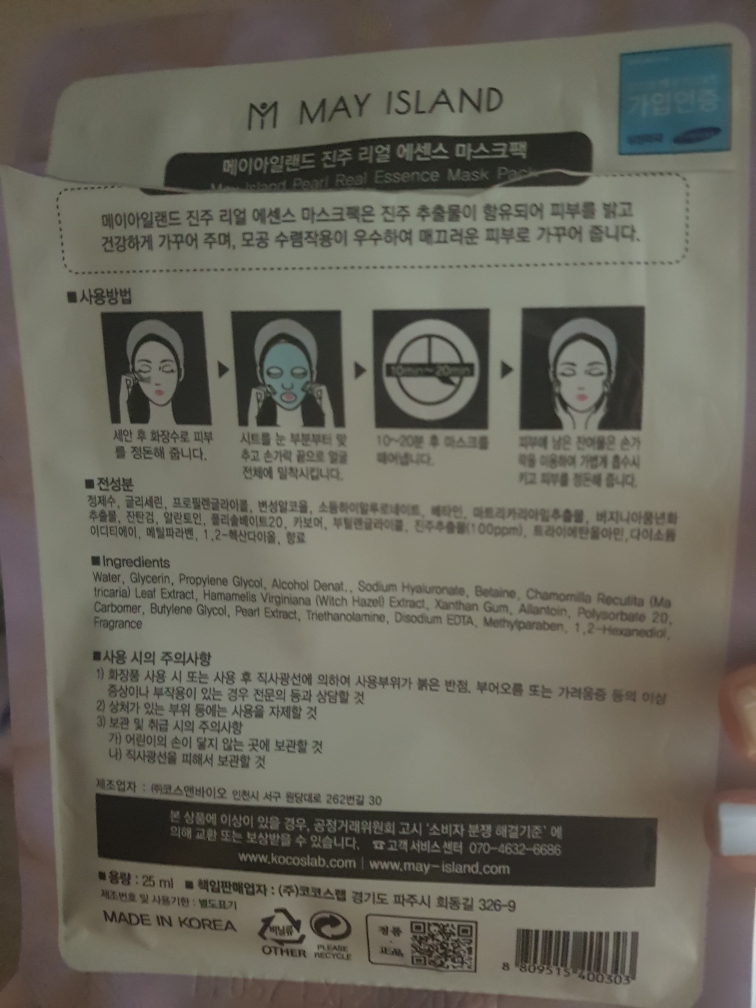 MAY ISLAND
가입인증
메이아일랜드 진주 리얼 에센스 마스크팩
May Island Pearl Real Essence Mask Pack
메이아일랜드 진주 리얼 에센스 마스크팩은 진주 추출물이 함유되어 피부를 밝고
건강하게 가꾸어 주며, 모공 수렴작용이 우수하여 매끄러운 피부로 가꾸어 줍니다.
■ 사용방법
10min~20min
세안 후 화장수로 피부
를 정돈해 줍니다.
시트를 눈 부분부터 맞
추고 손가락 끝으로 얼굴
전체에 밀착시킵니다.
10~20분 후 마스크를
떼어냅니다.
피부에 남은 잔여물은 손가
락을 이용하여 가볍게 흡수시
키고 피부를 정돈해 줍니다.
■ 전성분
정제수, 글리세린, 프로필렌글라이콜, 변성알코올, 소듐하이알루로네이트, 베타인, 마트리카리아잎추출물, 버지니아풍년화
추출물, 잔탄검, 알란토인, 폴리솔베이트20, 카보머, 부틸렌글라이콜, 진주추출물(100ppm), 트라이에탄올아민, 다이소듐
이디티에이, 메틸파라벤, 1,2-헥산다이올, 향료
■ Ingredients
Water, Glycerin, Propylene Glycol, Alcohol Denat., Sodium Hyaluronate, Betaine, Chamomilla Recutita (Ma
tricaria) Leaf Extract, Hamamelis Virginiana (Witch Hazel) Extract, Xanthan Gum, Allantoin, Polysorbate 20,
Carbomer, Butylene Glycol, Pearl Extract, Triethanolamine, Disodium EDTA, Methylparaben, 1,2-Hexanediol,
Fragrance
■ 사용 시의 주의사항
1) 화장품 사용 시 또는 사용 후 직사광선에 의하여 사용부위가 붉은 반점, 부어오름 또는 가려움증 등의 이상
증상이나 부작용이 있는 경우 전문의 등과 상담할 것
2) 상처가 있는 부위 등에는 사용을 자제할 것
3) 보관 및 취급 시의 주의사항
가) 어린이의 손이 닿지 않는 곳에 보관할 것
나) 직사광선을 피해서 보관할 것
제조업자 : ㈜코스앤바이오 인천시 서구 원당대로 262번길 30
본 상품에 이상이 있을 경우, 공정거래위원회 고시 '소비자 분쟁 해결기준' 에
의해 교환 또는 보상받을 수 있습니다. ☎고객서비스센터 070-4632-6686
www.kocoslab.com | www.may-island.com
■ 용량 : 25 ml ■ 책임판매업자 : (주)코코스랩 경기도 파주시 회동길 326-9
제조번호 및 사용기한 : 별도표기
MADE IN KOREA
비닐류
OTHER
PLEASE
RECYCLE
정품
正品
8 809515 400303